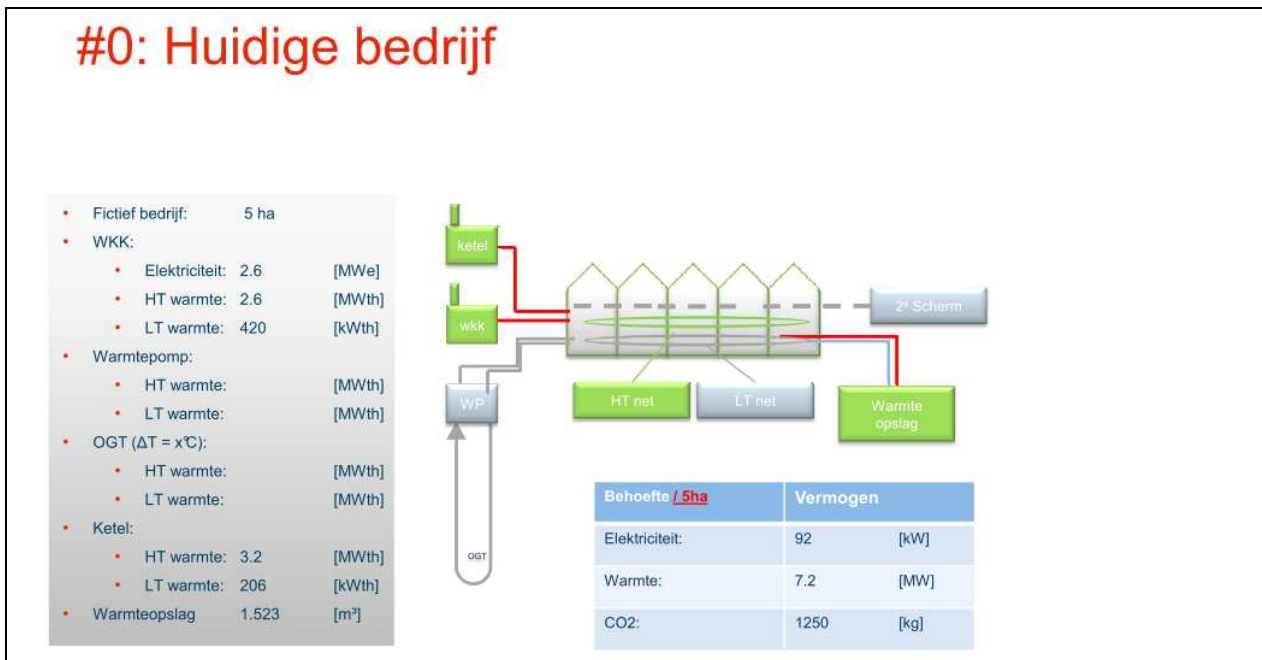 #0: Huidige bedrijf
• Fictief bedrijf: 5 ha
• WKK:
• Elektriciteit: 2.6 [MWe]
• HT warmte: 2.6 [MWth]
• LT warmte: 420 [kWth]
• Warmtepomp:
• HT warmte: [MWth]
• LT warmte: [MWth]
• OGT (ΔT = x℃):
• HT warmte: [MWth]
• LT warmte: [MWth]
• Ketel:
• HT warmte: 3.2 [MWth]
• LT warmte: 206 [kWth]
• Warmteopslag 1.523 [m³]
ketel
wkk
2ᵉ Scherm
WP
HT net
LT net
Warmte
opslag
OGT
Behoefte / 5ha Vermogen
Elektriciteit: 92 [kW]
Warmte: 7.2 [MW]
CO2: 1250 [kg]